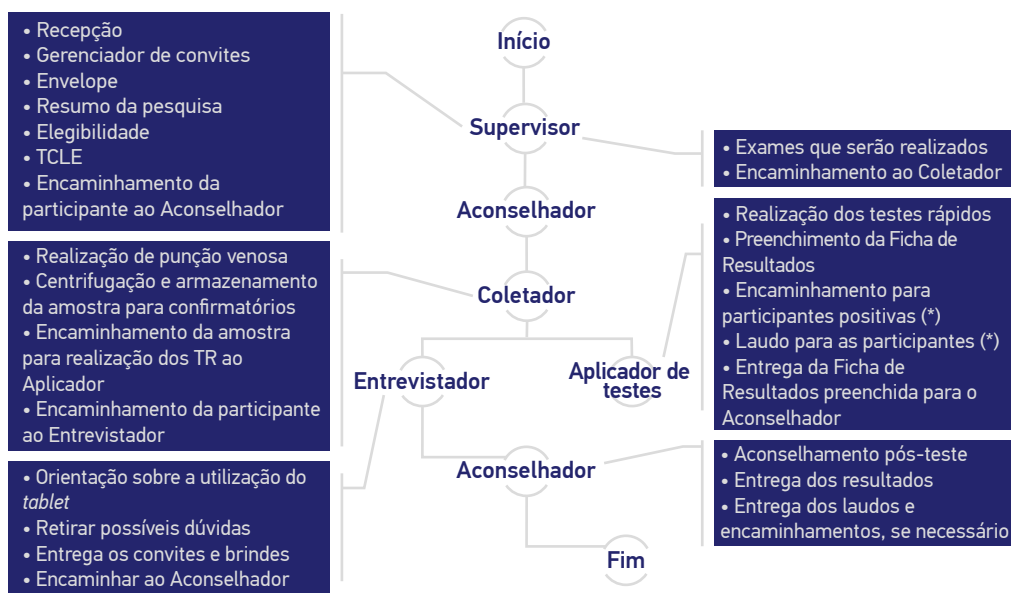 • Recepção
• Gerenciador de convites
• Envelope
• Resumo da pesquisa
• Elegibilidade
• TCLE
• Encaminhamento da
participante ao Aconselhador
Início
Supervisor
• Exames que serão realizados
• Encaminhamento ao Coletador
Aconselhador
• Realização de punção venosa
• Centrifugação e armazenamento
da amostra para confirmatórios
• Encaminhamento da amostra
para realização dos TR ao
Aplicador
• Encaminhamento da participante
ao Entrevistador
Coletador
• Realização dos testes rápidos
• Preenchimento da Ficha de
Resultados
• Encaminhamento para
participantes positivas (*)
• Laudo para as participantes (*)
• Entrega da Ficha de
Resultados preenchida para o
Aconselhador
Entrevistador
Aplicador de
testes
• Orientação sobre a utilização do
tablet
• Retirar possíveis dúvidas
• Entrega os convites e brindes
• Encaminhar ao Aconselhador
Aconselhador
• Aconselhamento pós-teste
• Entrega dos resultados
• Entrega dos laudos e
encaminhamentos, se necessário
Fim